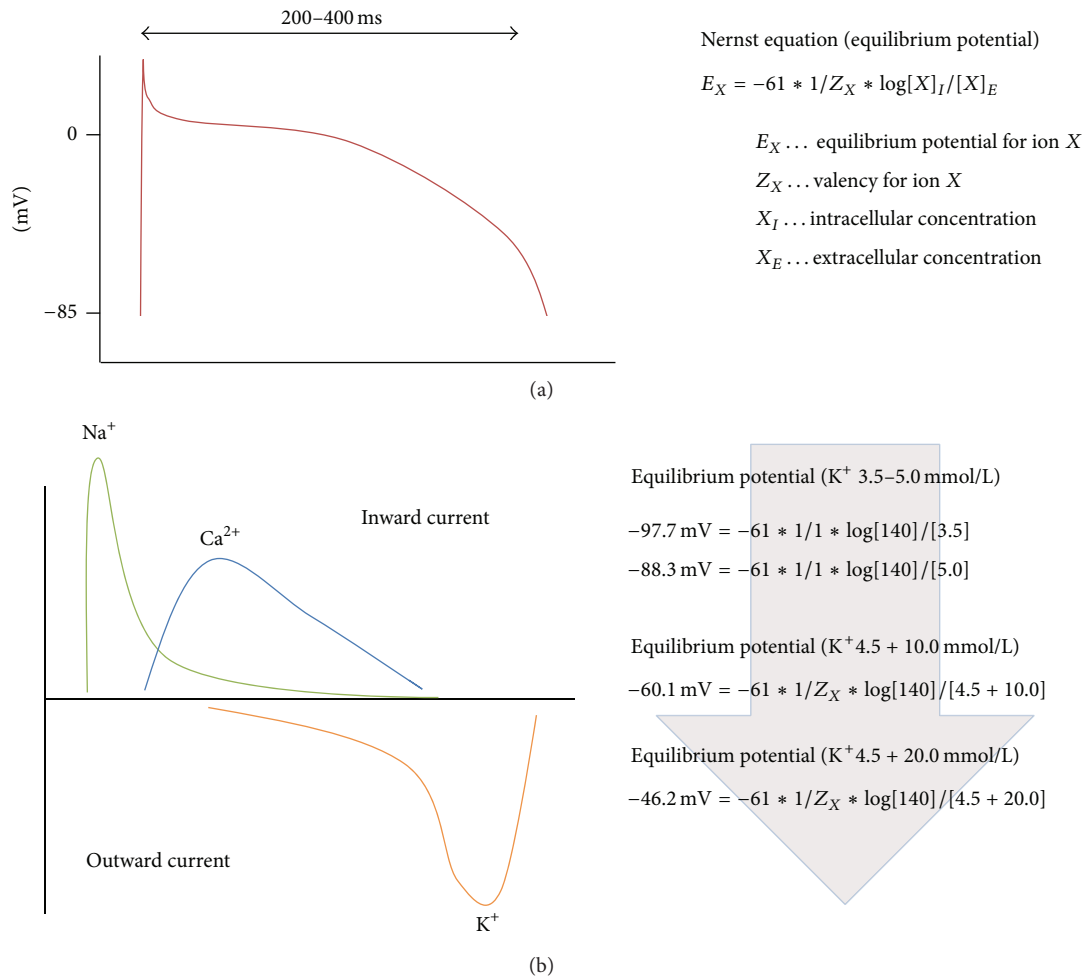 200–400 ms
0
(mV)
−85
Nernst equation (equilibrium potential)
E_X = −61 ∗ 1/Z_X ∗ log[X]_I/[X]_E
E_X … equilibrium potential for ion X
Z_X … valency for ion X
X_I … intracellular concentration
X_E … extracellular concentration
(a)
Na⁺
Ca²⁺
Inward current
Outward current
K⁺
Equilibrium potential (K⁺ 3.5–5.0 mmol/L)
−97.7 mV = −61 ∗ 1/1 ∗ log[140]/[3.5]
−88.3 mV = −61 ∗ 1/1 ∗ log[140]/[5.0]
Equilibrium potential (K⁺ 4.5 + 10.0 mmol/L)
−60.1 mV = −61 ∗ 1/Z_X ∗ log[140]/[4.5 + 10.0]
Equilibrium potential (K⁺ 4.5 + 20.0 mmol/L)
−46.2 mV = −61 ∗ 1/Z_X ∗ log[140]/[4.5 + 20.0]
(b)